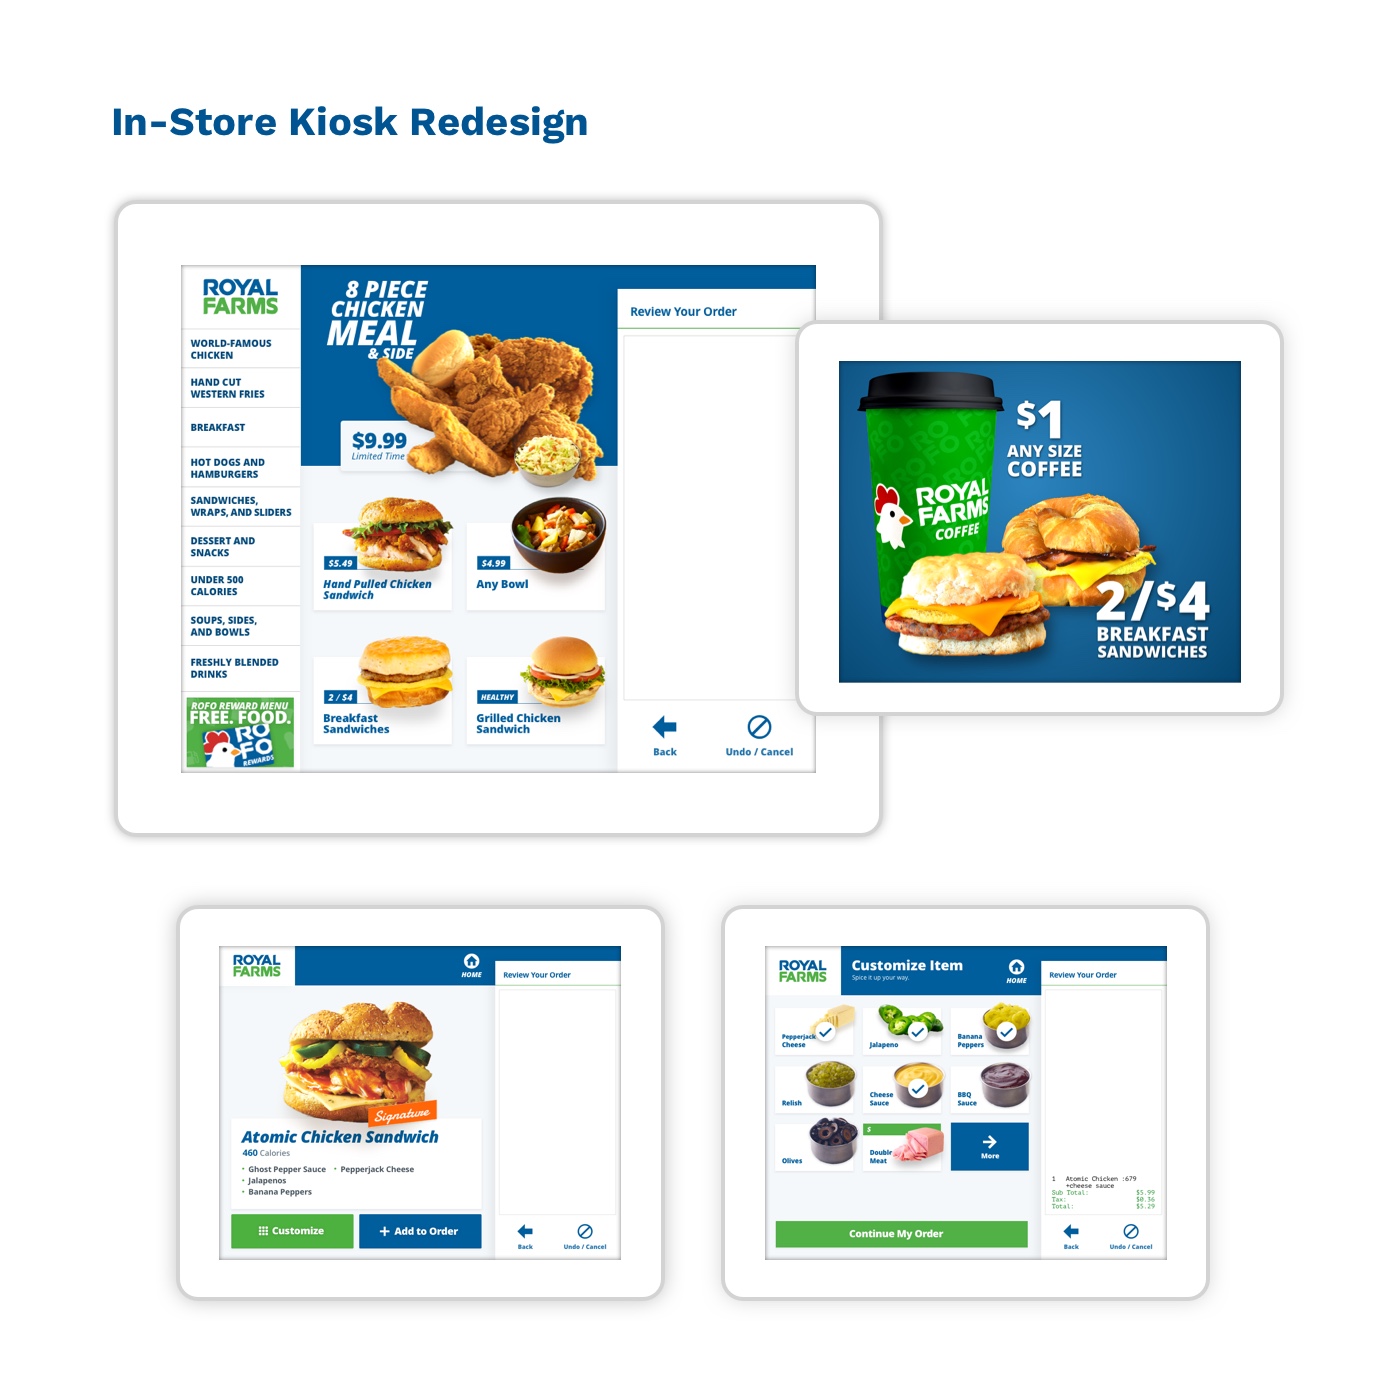 In-Store Kiosk Redesign
ROYAL
FARMS
WORLD-FAMOUS
CHICKEN
HAND CUT
WESTERN FRIES
BREAKFAST
HOT DOGS AND
HAMBURGERS
SANDWICHES,
WRAPS, AND SLIDERS
DESSERT AND
SNACKS
UNDER 500
CALORIES
SOUPS, SIDES,
AND BOWLS
FRESHLY BLENDED
DRINKS
ROFO REWARD MENU
FREE. FOOD.
RO
FO
REWARDS
8 PIECE
CHICKEN
MEAL
& SIDE
$9.99
Limited Time
$5.49
Hand Pulled Chicken
Sandwich
$4.99
Any Bowl
2 / $4
Breakfast
Sandwiches
HEALTHY
Grilled Chicken
Sandwich
Review Your Order
Back
Undo / Cancel
$1
ANY SIZE
COFFEE
ROYAL
FARMS
COFFEE
2/$4
BREAKFAST
SANDWICHES
ROYAL
FARMS
HOME
Review Your Order
Signature
Atomic Chicken Sandwich
460 Calories
• Ghost Pepper Sauce • Pepperjack Cheese
• Jalapenos
• Banana Peppers
Customize
+ Add to Order
Back
Undo / Cancel
ROYAL
FARMS
Customize Item
Spice it up your way.
HOME
Review Your Order
Pepperjack
Cheese
Jalapeno
Banana
Peppers
Relish
Cheese
Sauce
BBQ
Sauce
Olives
$
Double
Meat
More
Continue My Order
1 Atomic Chicken :679
+cheese sauce
Sub Total: $5.99
Tax: $0.36
Total: $5.29
Back
Undo / Cancel